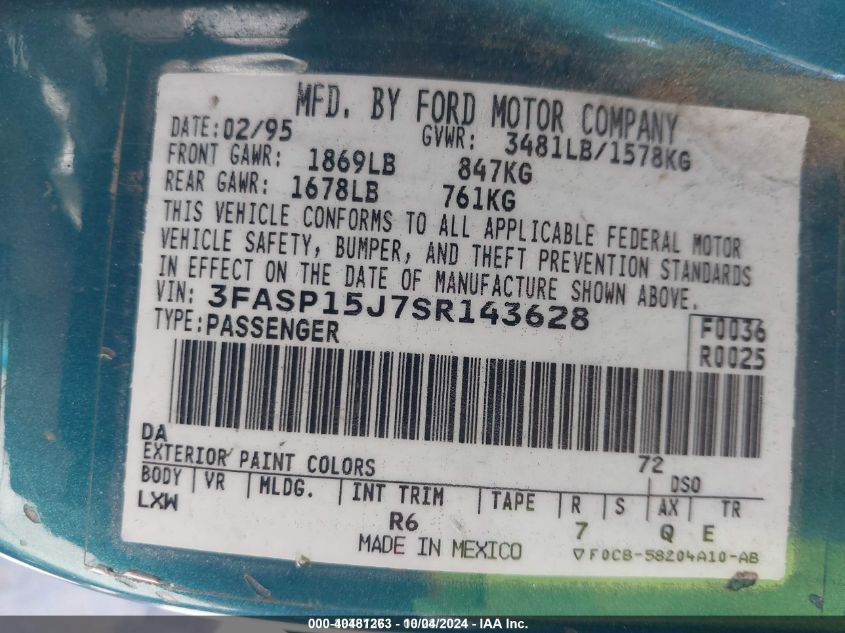 MFD. BY FORD MOTOR COMPANY
DATE: 02/95 GVWR: 3481LB/1578KG
FRONT GAWR: 1869LB 847KG
REAR GAWR: 1678LB 761KG
THIS VEHICLE CONFORMS TO ALL APPLICABLE FEDERAL MOTOR
VEHICLE SAFETY, BUMPER, AND THEFT PREVENTION STANDARDS
IN EFFECT ON THE DATE OF MANUFACTURE SHOWN ABOVE.
VIN: 3FASP15J7SR143628
TYPE: PASSENGER
F0036
R0025
DA
EXTERIOR PAINT COLORS 72 DSO
BODY VR MLDG. INT TRIM TAPE R S AX TR
LXW R6 7 Q E
MADE IN MEXICO ▽F0CB-58204A10-AB
000-40481263 - 10/04/2024 - IAA Inc.